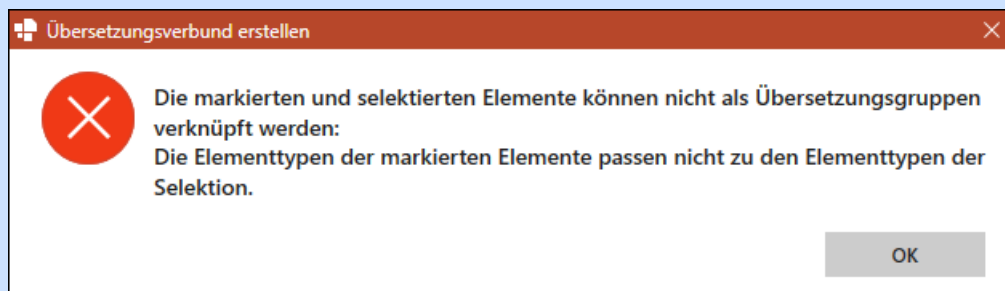 Übersetzungsverbund erstellen
Die markierten und selektierten Elemente können nicht als Übersetzungsgruppen
verknüpft werden:
Die Elementtypen der markierten Elemente passen nicht zu den Elementtypen der
Selektion.
OK